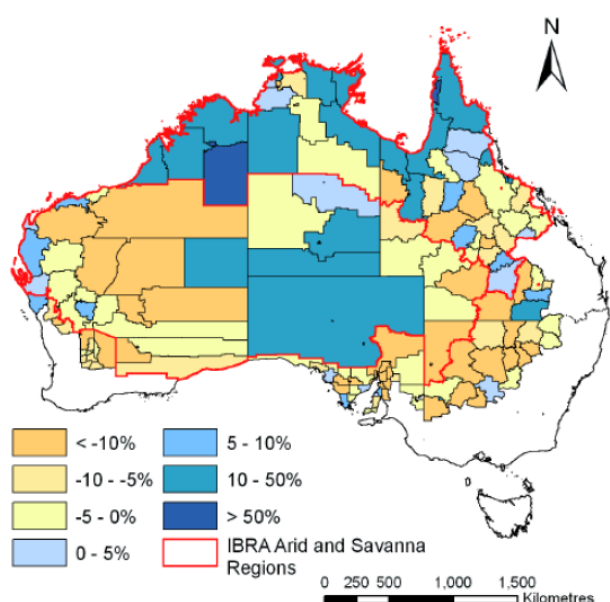 N
< -10%
5 - 10%
-10 - -5%
10 - 50%
-5 - 0%
> 50%
0 - 5%
IBRA Arid and Savanna
Regions
0 250 500 1,000 1,500
Kilometres